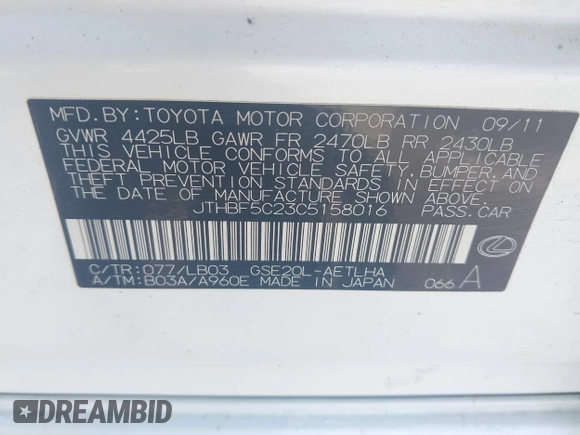 MFD.BY:TOYOTA MOTOR CORPORATION 09/11
GVWR 4425LB GAWR FR 2470LB RR 2430LB
THIS VEHICLE CONFORMS TO ALL APPLICABLE
FEDERAL MOTOR VEHICLE SAFETY,BUMPER,AND
THEFT PREVENTION STANDARDS IN EFFECT ON
THE DATE OF MANUFACTURE SHOWN ABOVE.
JTHBF5C23C5158016 PASS.CAR
C/TR:077/LB03 GSE20L-AETLHA
A/TM:B03A/A960E MADE IN JAPAN 066 A
DREAMBID